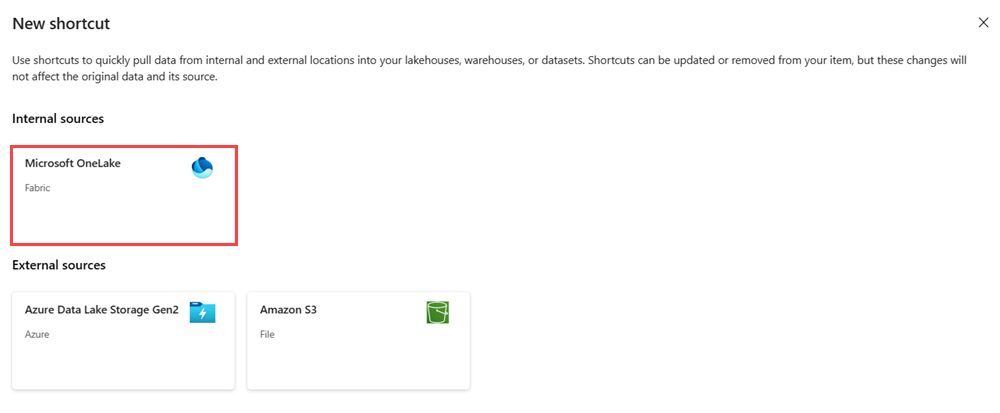 New shortcut
Use shortcuts to quickly pull data from internal and external locations into your lakehouses, warehouses, or datasets. Shortcuts can be updated or removed from your item, but these changes will
not affect the original data and its source.
Internal sources
Microsoft OneLake
Fabric
External sources
Azure Data Lake Storage Gen2
Azure
Amazon S3
File